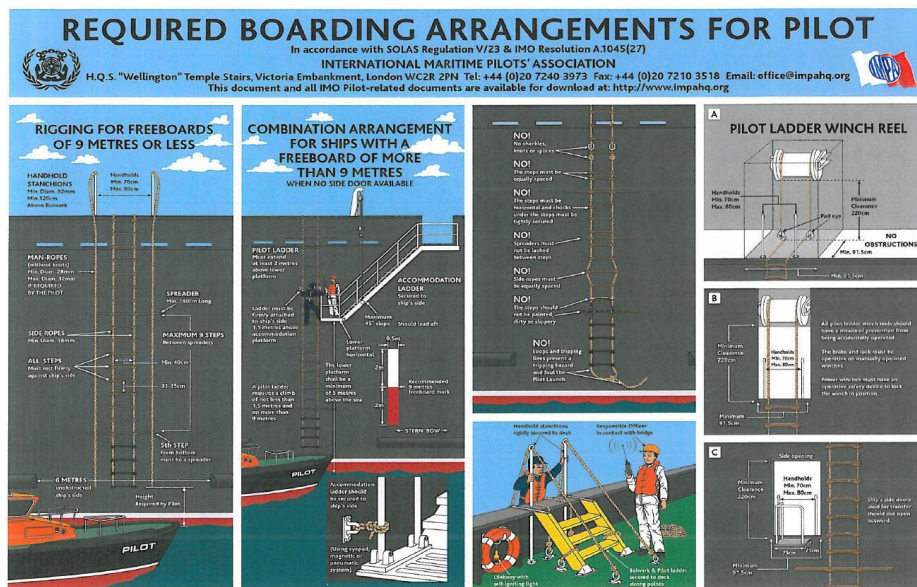 REQUIRED BOARDING ARRANGEMENTS FOR PILOT
In accordance with SOLAS Regulation V/23 & IMO Resolution A.1045(27)
INTERNATIONAL MARITIME PILOTS' ASSOCIATION
H.Q.S. "Wellington" Temple Stairs, Victoria Embankment, London WC2R 2PN Tel: +44 (0)20 7240 3973 Fax: +44 (0)20 7210 3518 Email: office@impahq.org
This document and all IMO Pilot-related documents are available for download at: http://www.impahq.org
IMPA
RIGGING FOR FREEBOARDS
OF 9 METRES OR LESS
HANDHOLD
STANCHIONS
Min. Diam. 32mm
Min. 120cm
Above Bulwark
Handholds
Min. 70cm
Max. 80cm
MAN-ROPES
(without knots)
Min. Diam. 28mm
Max. Diam. 32mm
IF REQUIRED
BY THE PILOT
SPREADER
Min. 180cm Long
SIDE ROPES
Min. Diam. 18mm
MAXIMUM 9 STEPS
Between spreaders
ALL STEPS
Must rest firmly
against ship's side
Min. 40cm
31-35cm
5th STEP
from bottom
must be a spreader
6 METRES
unobstructed
ship's side
Height
Required by Pilot
PILOT
COMBINATION ARRANGEMENT
FOR SHIPS WITH A
FREEBOARD OF MORE
THAN 9 METRES
WHEN NO SIDE DOOR AVAILABLE
PILOT LADDER
Must extend
at least 2 metres
above lower
platform
ACCOMMODATION
LADDER
Secured to
ship's side
Ladder must be
firmly attached
to ship's side
1.5 metres above
accommodation
platform
Maximum
45° slope
Should lead aft
Lower
platform
horizontal
0.5m
2m
2m
Recommended
9 metres
freeboard mark
The lower
platform
shall be a
minimum
of 5 metres
above the sea
A pilot ladder
requires a climb
of not less than
1.5 metres and
no more than
9 metres
STERN BOW
PILOT
Accommodation
ladder should
be secured to
ship's side
(Using eyepad,
magnetic or
pneumatic
system)
NO!
No shackles,
knots or splices
NO!
The steps must be
equally spaced
NO!
The steps must be
horizontal and chocks
under the steps must be
tightly secured
NO!
Spreaders must
not be lashed
between steps
NO!
Side ropes must
be equally spaced
NO!
The steps should
not be painted,
dirty or slippery
NO!
Loops and tripping
lines present a
tripping hazard
and foul the
Pilot Launch
Handhold stanchions
rigidly secured to deck
Responsible Officer
in contact with bridge
Lifebuoy with
self-igniting light
Bulwark & Pilot ladder
secured to deck
strong points
A
PILOT LADDER WINCH REEL
Handholds
Min. 70cm
Max. 80cm
Minimum
Clearance
220cm
Pad eye
NO
OBSTRUCTIONS
Min. 91.5cm
Min. 91.5cm
B
Minimum
Clearance
220cm
Handholds
Min. 70cm
Max. 80cm
Minimum
91.5cm
All pilot ladder winch reels should
have a means of prevention from
being accidentally operated
The brake and lock must be
operative on manually operated
winches
Power winches must have an
operative safety device to lock
the winch in position.
C
Side opening
Handholds
Min. 70cm
Max. 80cm
Minimum
Clearance
220cm
75cm
25cm
Minimum
91.5cm
Ship's side doors
used for transfer
should not open
outward